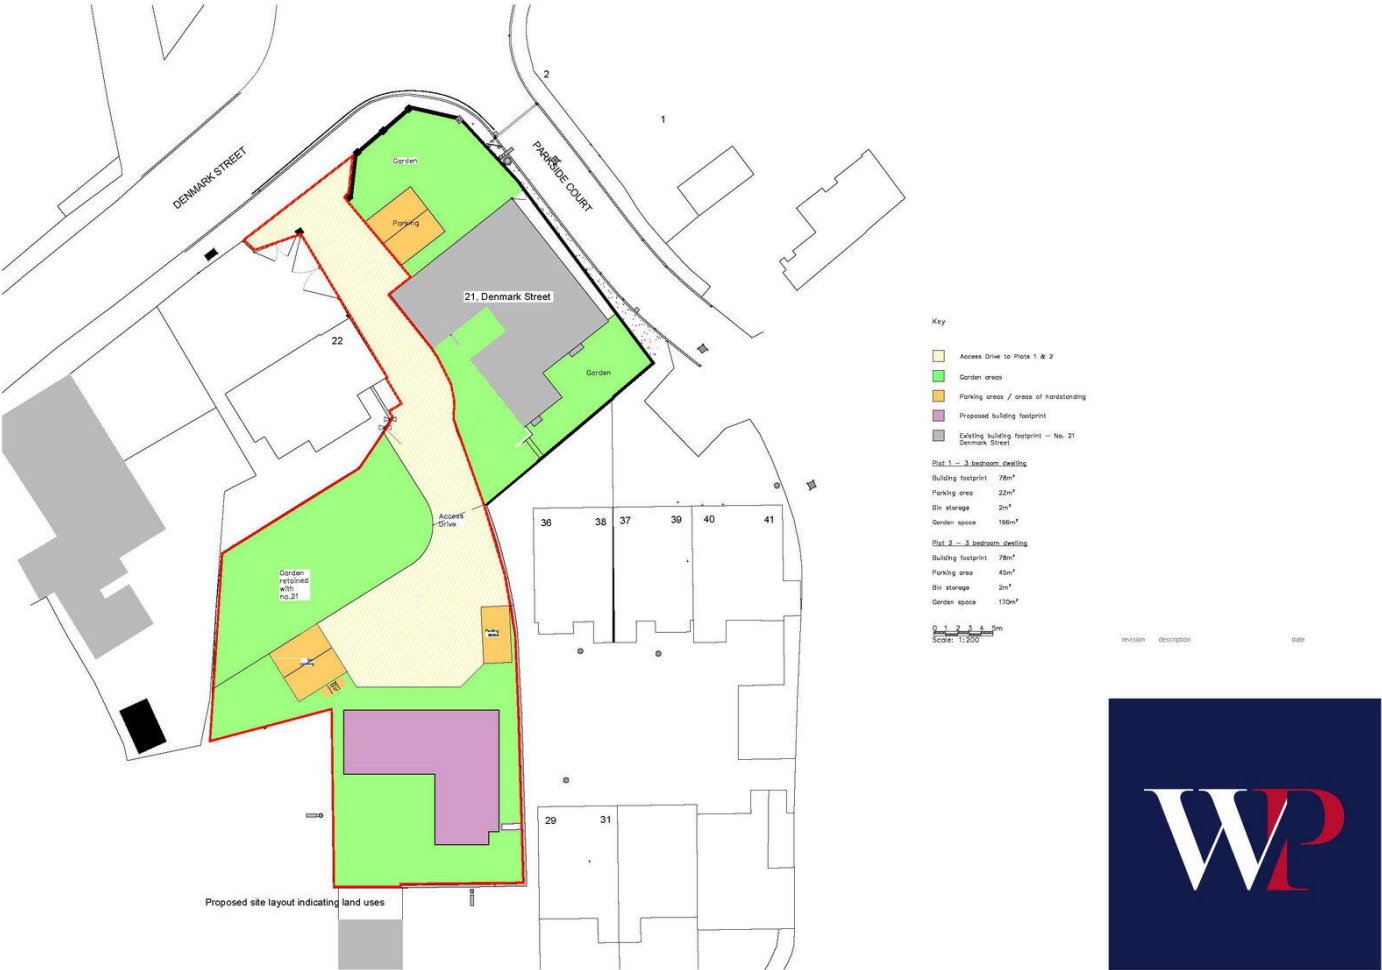 2
1
DENMARK STREET
PARKSIDE COURT
Garden
Parking
21, Denmark Street
22
Garden
Access
Drive
36
38
37
39
40
41
Garden
retained
with
no.21
Parking
space
29
31
Proposed site layout indicating land uses
Key
Access Drive to Plots 1 & 2
Garden areas
Parking areas / areas of hardstanding
Proposed building footprint
Existing building footprint – No. 21
Denmark Street
Plot 1 – 3 bedroom dwelling
Building footprint 78m²
Parking area 22m²
Bin storage 2m²
Garden space 196m²
Plot 2 – 3 bedroom dwelling
Building footprint 78m²
Parking area 45m²
Bin storage 2m²
Garden space 170m²
0 1 2 3 4 5m
Scale: 1:200
revision description date
WP